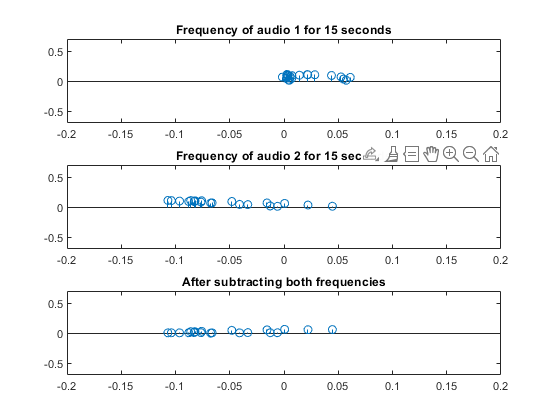 Frequency of audio 1 for 15 seconds
0.5
0
-0.5
-0.2 -0.15 -0.1 -0.05 0 0.05 0.1 0.15 0.2
Frequency of audio 2 for 15 sec
0.5
0
-0.5
-0.2 -0.15 -0.1 -0.05 0 0.05 0.1 0.15 0.2
After subtracting both frequencies
0.5
0
-0.5
-0.2 -0.15 -0.1 -0.05 0 0.05 0.1 0.15 0.2